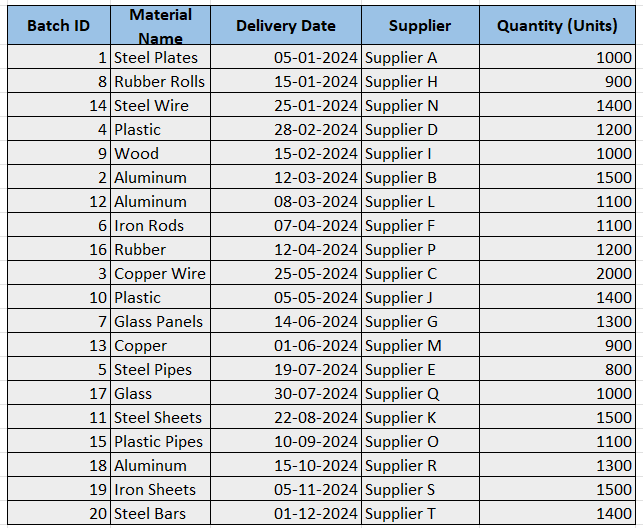 Batch ID Material Name Delivery Date Supplier Quantity (Units)
1 Steel Plates 05-01-2024 Supplier A 1000
8 Rubber Rolls 15-01-2024 Supplier H 900
14 Steel Wire 25-01-2024 Supplier N 1400
4 Plastic 28-02-2024 Supplier D 1200
9 Wood 15-02-2024 Supplier I 1000
2 Aluminum 12-03-2024 Supplier B 1500
12 Aluminum 08-03-2024 Supplier L 1100
6 Iron Rods 07-04-2024 Supplier F 1100
16 Rubber 12-04-2024 Supplier P 1200
3 Copper Wire 25-05-2024 Supplier C 2000
10 Plastic 05-05-2024 Supplier J 1400
7 Glass Panels 14-06-2024 Supplier G 1300
13 Copper 01-06-2024 Supplier M 900
5 Steel Pipes 19-07-2024 Supplier E 800
17 Glass 30-07-2024 Supplier Q 1000
11 Steel Sheets 22-08-2024 Supplier K 1500
15 Plastic Pipes 10-09-2024 Supplier O 1100
18 Aluminum 15-10-2024 Supplier R 1300
19 Iron Sheets 05-11-2024 Supplier S 1500
20 Steel Bars 01-12-2024 Supplier T 1400